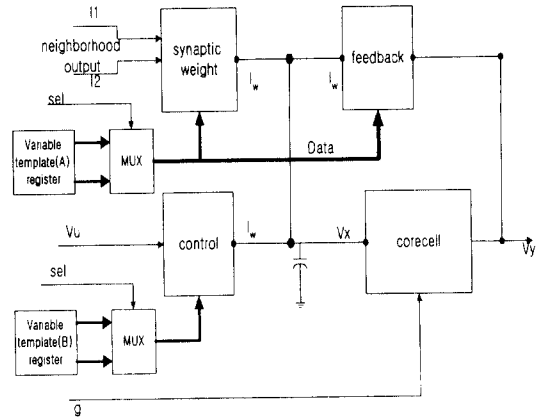 I1
neighborhood
output
I2
synaptic
weight
Iw
Iw
feedback
sel
Variable
template(A)
register
MUX
Data
Vu
control
Iw
Vx
corecell
Vy
sel
Variable
template(B)
register
MUX
g